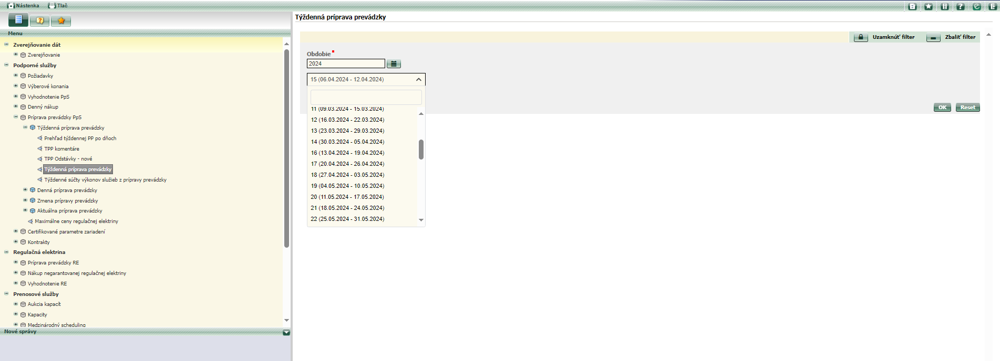 Nástenka Tlač
Menu
Zverejňovanie dát
Zverejňovanie
Podporné služby
Požiadavky
Výberové konania
Vyhodnotenie PpS
Denný nákup
Príprava prevádzky PpS
Týždenná príprava prevádzky
Prehľad týždennej PP po dňoch
TPP komentáre
TPP Odstávky - nové
Týždenná príprava prevádzky
Týždenné súčty výkonov služieb z prípravy prevádzky
Denná príprava prevádzky
Zmena prípravy prevádzky
Aktuálna príprava prevádzky
Maximálne ceny regulačnej elektriny
Certifikované parametre zariadení
Kontrakty
Regulačná elektrina
Príprava prevádzky RE
Nákup negarantovanej regulačnej elektriny
Vyhodnotenie RE
Prenosové služby
Aukcia kapacít
Kapacity
Medzinárodný scheduling
Nové správy
Týždenná príprava prevádzky
Uzamknúť filter Zbaliť filter
Obdobie
2024
15 (06.04.2024 - 12.04.2024)
11 (09.03.2024 - 15.03.2024)
12 (16.03.2024 - 22.03.2024)
13 (23.03.2024 - 29.03.2024)
14 (30.03.2024 - 05.04.2024)
16 (13.04.2024 - 19.04.2024)
17 (20.04.2024 - 26.04.2024)
18 (27.04.2024 - 03.05.2024)
19 (04.05.2024 - 10.05.2024)
20 (11.05.2024 - 17.05.2024)
21 (18.05.2024 - 24.05.2024)
22 (25.05.2024 - 31.05.2024)
OK Reset